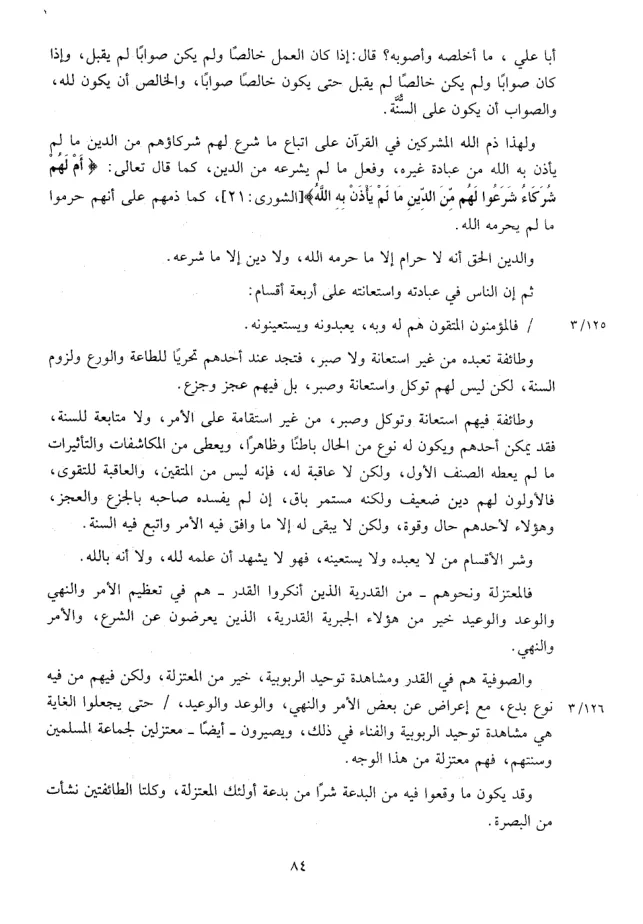 أبا علي ، ما أخلصه وأصوبه؟ قال: إذا كان العمل خالصًا ولم يكن صوابًا لم يقبل، وإذا
كان صوابًا ولم يكن خالصًا لم يقبل حتى يكون خالصًا صوابًا، والخالص أن يكون لله،
والصواب أن يكون على السُّنَّة.
ولهذا ذم الله المشركين في القرآن على اتباع ما شرع لهم شركاؤهم من الدين ما لم
يأذن به الله من عبادة غيره، وفعل ما لم يشرعه من الدين، كما قال تعالى: ﴿ أَمْ لَهُمْ
شُرَكَاءُ شَرَعُوا لَهُم مِّنَ الدِّينِ مَا لَمْ يَأْذَنْ بِهِ اللَّهُ﴾[الشورى: ٢١]، كما ذمهم على أنهم حرموا
ما لم يحرمه الله.
والدين الحق أنه لا حرام إلا ما حرمه الله، ولا دين إلا ما شرعه.
ثم إن الناس في عبادته واستعانته على أربعة أقسام:
٣/١٢٥ / فالمؤمنون المتقون هم له وبه، يعبدونه ويستعينونه.
وطائفة تعبده من غير استعانة ولا صبر، فتجد عند أحدهم تحريًا للطاعة والورع ولزوم
السنة، لكن ليس لهم توكل واستعانة وصبر، بل فيهم عجز وجزع.
وطائفة فيهم استعانة وتوكل وصبر، من غير استقامة على الأمر، ولا متابعة للسنة،
فقد يمكن أحدهم ويكون له نوع من الحال باطنًا وظاهرًا، ويعطى من المكاشفات والتأثيرات
ما لم يعطه الصنف الأول، ولكن لا عاقبة له، فإنه ليس من المتقين، والعاقبة للتقوى،
فالأولون لهم دين ضعيف ولكنه مستمر باق، إن لم يفسده صاحبه بالجزع والعجز،
وهؤلاء لأحدهم حال وقوة، ولكن لا يبقى له إلا ما وافق فيه الأمر واتبع فيه السنة.
وشر الأقسام من لا يعبده ولا يستعينه، فهو لا يشهد أن علمه لله، ولا أنه بالله.
فالمعتزلة ونحوهم ـ من القدرية الذين أنكروا القدر ـ هم في تعظيم الأمر والنهي
والوعد والوعيد خير من هؤلاء الجبرية القدرية، الذين يعرضون عن الشرع، والأمر
والنهي.
والصوفية هم في القدر ومشاهدة توحيد الربوبية، خير من المعتزلة، ولكن فيهم من فيه
٣/١٢٦ نوع بدع، مع إعراض عن بعض الأمر والنهي، والوعد والوعيد، / حتى يجعلوا الغاية
هي مشاهدة توحيد الربوبية والفناء في ذلك، ويصيرون ـ أيضًا ـ معتزلين لجماعة المسلمين
وسنتهم، فهم معتزلة من هذا الوجه.
وقد يكون ما وقعوا فيه من البدعة شرًا من بدعة أولئك المعتزلة، وكلتا الطائفتين نشأت
من البصرة.
٨٤